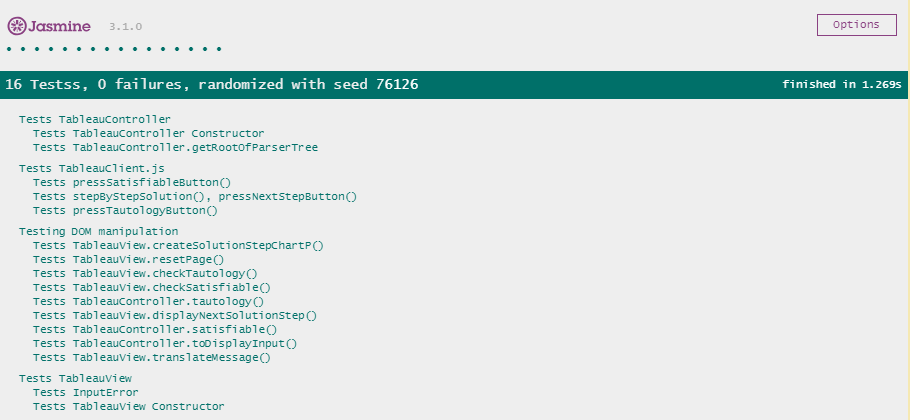 Jasmine 3.1.0 Options
• • • • • • • • • • • • • • • •
16 Testss, 0 failures, randomized with seed 76126 finished in 1.269s
Tests TableauController
Tests TableauController Constructor
Tests TableauController.getRootOfParserTree
Tests TableauClient.js
Tests pressSatisfiableButton()
Tests stepByStepSolution(), pressNextStepButton()
Tests pressTautologyButton()
Testing DOM manipulation
Tests TableauView.createSolutionStepChartP()
Tests TableauView.resetPage()
Tests TableauView.checkTautology()
Tests TableauView.checkSatisfiable()
Tests TableauController.tautology()
Tests TableauView.displayNextSolutionStep()
Tests TableauController.satisfiable()
Tests TableauController.toDisplayInput()
Tests TableauView.translateMessage()
Tests TableauView
Tests InputError
Tests TableauView Constructor